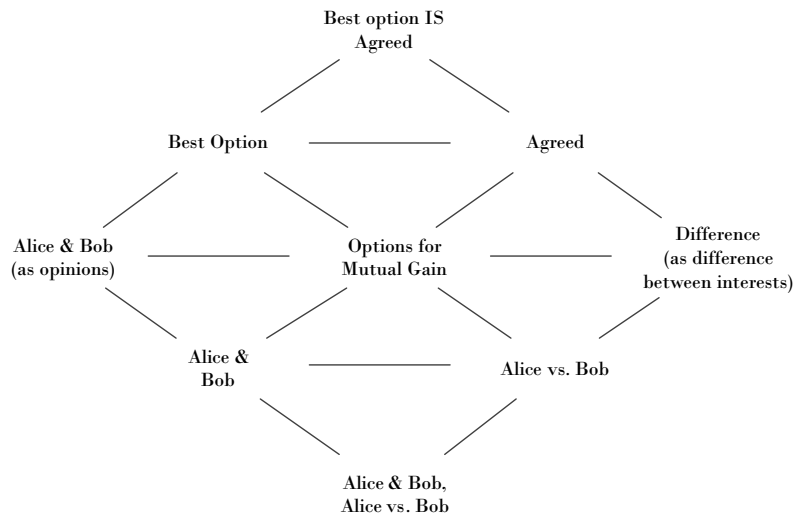 Best option IS
Agreed
Best Option
Agreed
Alice & Bob
(as opinions)
Options for
Mutual Gain
Difference
(as difference
between interests)
Alice &
Bob
Alice vs. Bob
Alice & Bob,
Alice vs. Bob